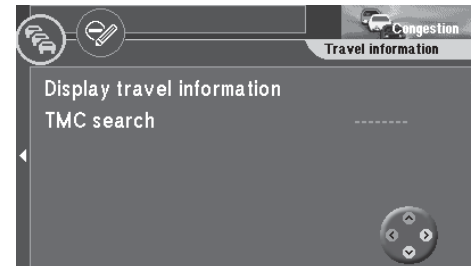 Congestion
Travel information
Display travel information
TMC search --------